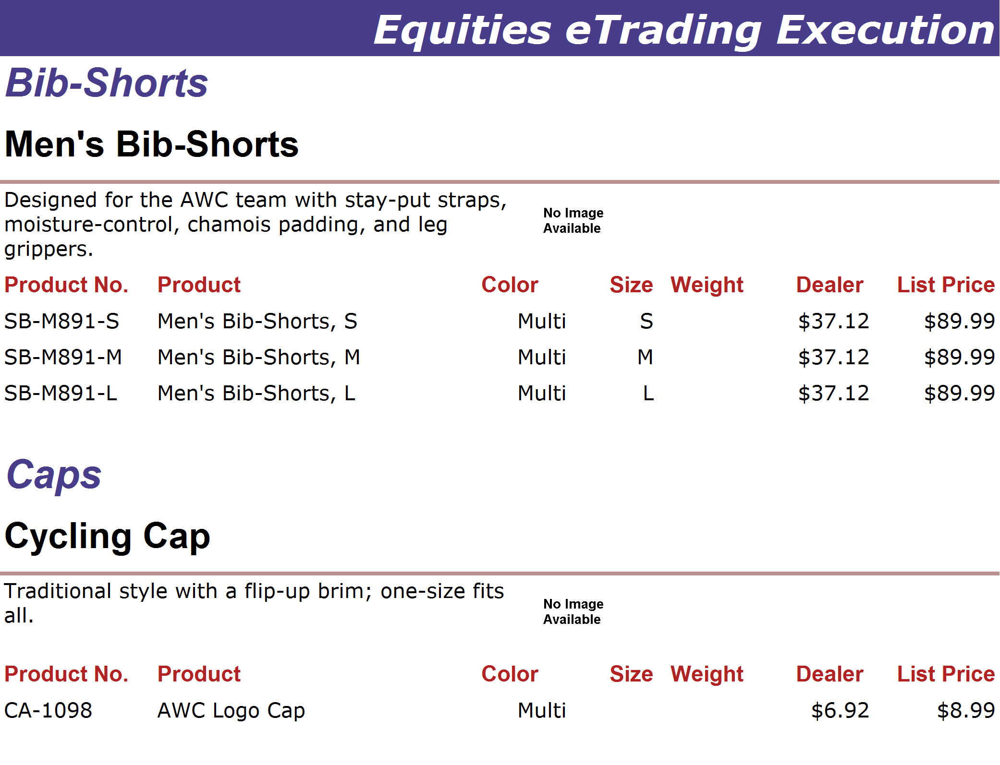 Equities eTrading Execution
Bib-Shorts
Men's Bib-Shorts
Designed for the AWC team with stay-put straps,
moisture-control, chamois padding, and leg
grippers.
No Image
Available
Product No. Product Color Size Weight Dealer List Price
SB-M891-S Men's Bib-Shorts, S Multi S $37.12 $89.99
SB-M891-M Men's Bib-Shorts, M Multi M $37.12 $89.99
SB-M891-L Men's Bib-Shorts, L Multi L $37.12 $89.99
Caps
Cycling Cap
Traditional style with a flip-up brim; one-size fits
all.
No Image
Available
Product No. Product Color Size Weight Dealer List Price
CA-1098 AWC Logo Cap Multi $6.92 $8.99